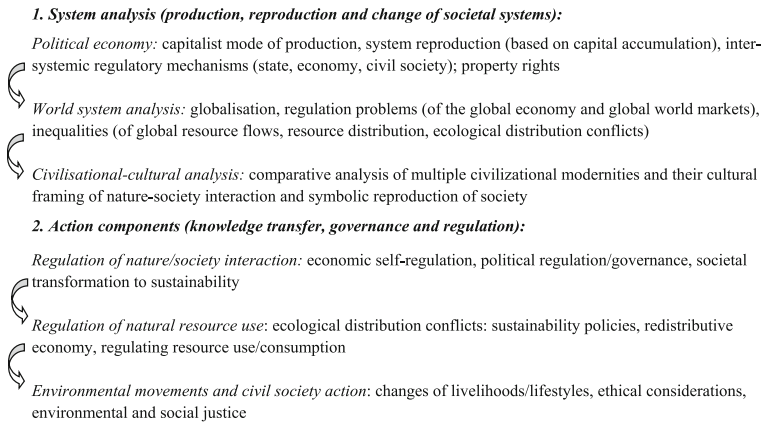 1. System analysis (production, reproduction and change of societal systems):
Political economy: capitalist mode of production, system reproduction (based on capital accumulation), inter-
systemic regulatory mechanisms (state, economy, civil society); property rights
World system analysis: globalisation, regulation problems (of the global economy and global world markets),
inequalities (of global resource flows, resource distribution, ecological distribution conflicts)
Civilisational-cultural analysis: comparative analysis of multiple civilizational modernities and their cultural
framing of nature-society interaction and symbolic reproduction of society
2. Action components (knowledge transfer, governance and regulation):
Regulation of nature/society interaction: economic self-regulation, political regulation/governance, societal
transformation to sustainability
Regulation of natural resource use: ecological distribution conflicts: sustainability policies, redistributive
economy, regulating resource use/consumption
Environmental movements and civil society action: changes of livelihoods/lifestyles, ethical considerations,
environmental and social justice